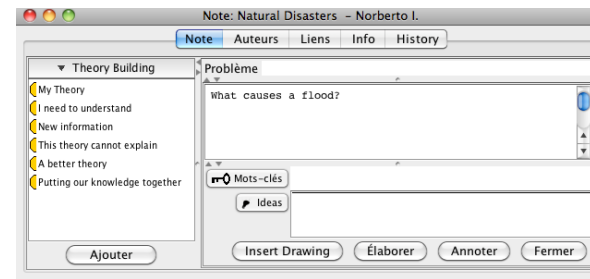 Note: Natural Disasters - Norberto I.
Note Auteurs Liens Info History
Theory Building
My Theory
I need to understand
New information
This theory cannot explain
A better theory
Putting our knowledge together
Ajouter
Problème
What causes a flood?
Mots-clés
Ideas
Insert Drawing Élaborer Annoter Fermer